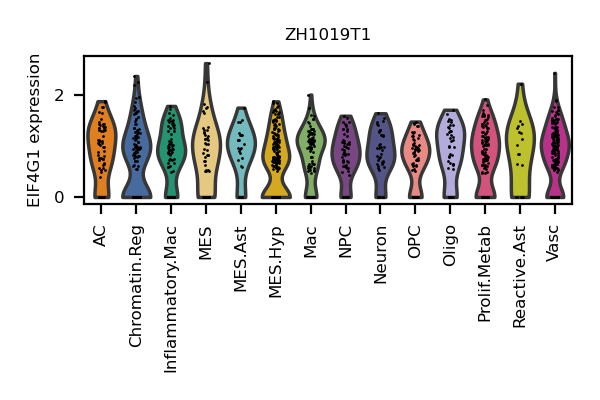 ZH1019T1
EIF4G1 expression
2
0
AC
Chromatin.Reg
Inflammatory.Mac
MES
MES.Ast
MES.Hyp
Mac
NPC
Neuron
OPC
Oligo
Prolif.Metab
Reactive.Ast
Vasc